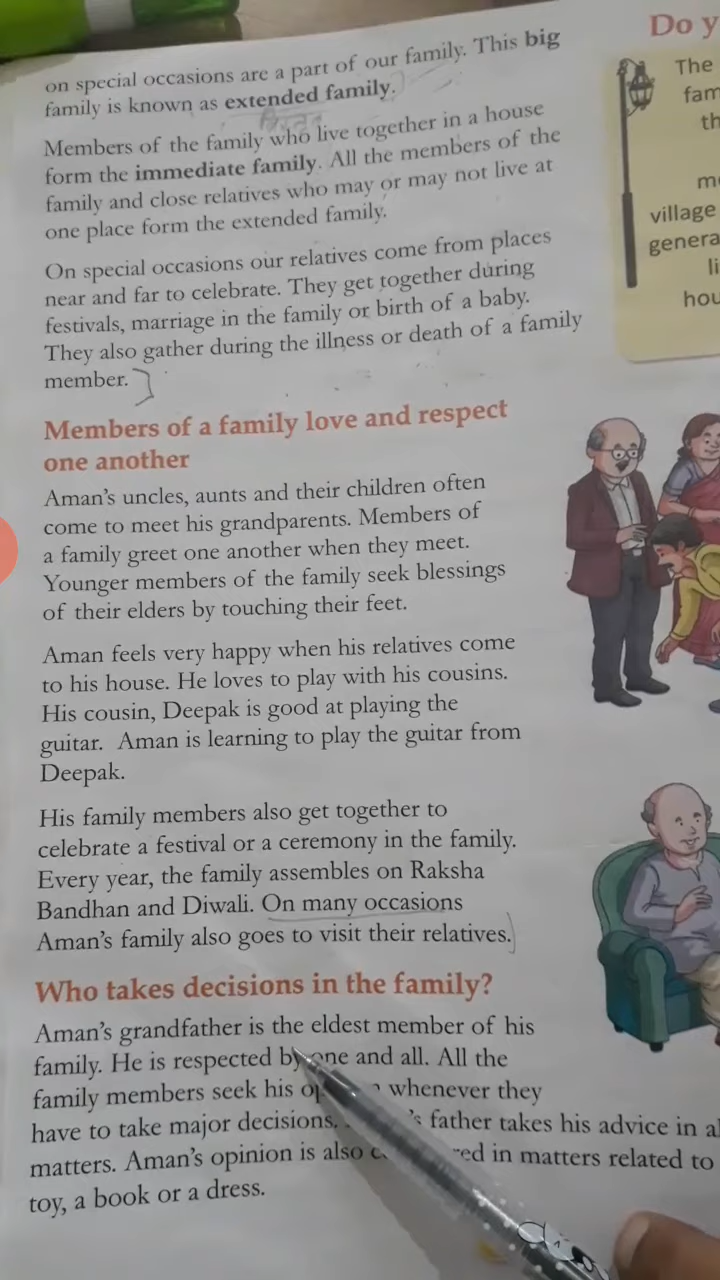 on special occasions are a part of our family. This big
family is known as extended family.
Members of the family who live together in a house
form the immediate family. All the members of the
family and close relatives who may or may not live at
one place form the extended family.
On special occasions our relatives come from places
near and far to celebrate. They get together during
festivals, marriage in the family or birth of a baby.
They also gather during the illness or death of a family
member.
Members of a family love and respect
one another
Aman's uncles, aunts and their children often
come to meet his grandparents. Members of
a family greet one another when they meet.
Younger members of the family seek blessings
of their elders by touching their feet.
Aman feels very happy when his relatives come
to his house. He loves to play with his cousins.
His cousin, Deepak is good at playing the
guitar. Aman is learning to play the guitar from
Deepak.
His family members also get together to
celebrate a festival or a ceremony in the family.
Every year, the family assembles on Raksha
Bandhan and Diwali. On many occasions
Aman's family also goes to visit their relatives.
Who takes decisions in the family?
Aman's grandfather is the eldest member of his
family. He is respected by one and all. All the
family members seek his whenever they
have to take major decisions. father takes his advice in
matters. Aman's opinion is also in matters related to
toy, a book or a dress.
Do
The
village